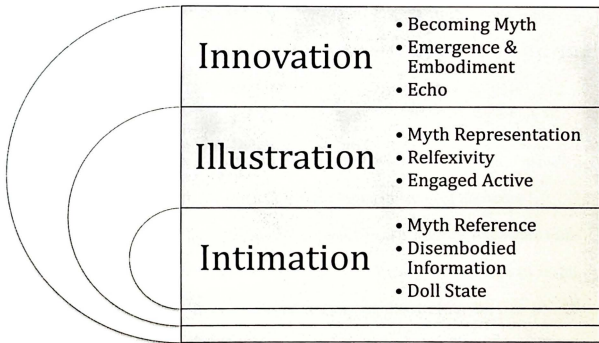 Innovation
• Becoming Myth
• Emergence &
Embodiment
• Echo
Illustration
• Myth Representation
• Relfexivity
• Engaged Active
Intimation
• Myth Reference
• Disembodied
Information
• Doll State